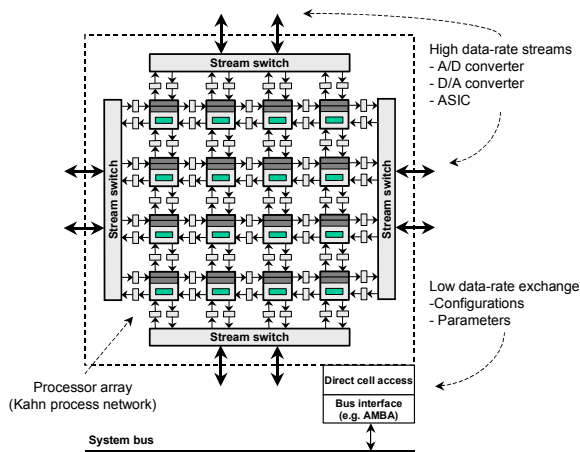 Stream switch
High data-rate streams
- A/D converter
- D/A converter
- ASIC
Stream switch
Stream switch
Low data-rate exchange
-Configurations
- Parameters
Stream switch
Processor array
(Kahn process network)
Direct cell access
Bus interface
(e.g. AMBA)
System bus